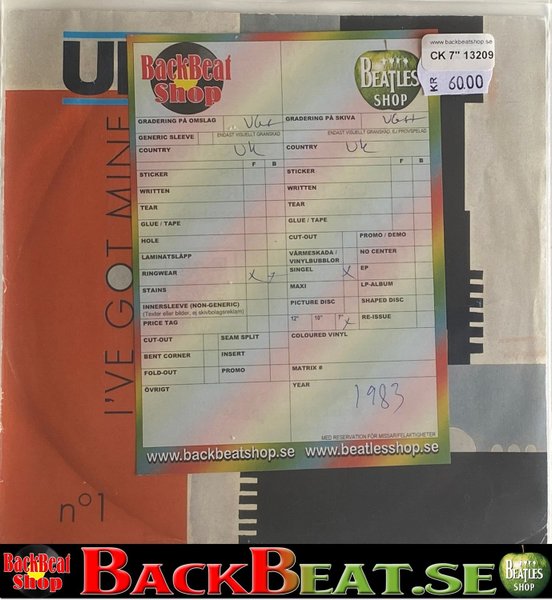 U
I'VE GOT MINE
nº1
www.backbeatshop.se
CK 7" 13209
KR 60.00
BackBeat Shop
BEATLES SHOP
GRADERING PÅ OMSLAG VG+
GRADERING PÅ SKIVA VG++
GENERIC SLEEVE
ENDAST VISUELLT GRANSKAD
ENDAST VISUELLT GRANSKAD, EJ PROVSPELAD
COUNTRY UK
COUNTRY UK
F B
F B
STICKER
STICKER
WRITTEN
WRITTEN
TEAR
TEAR
GLUE / TAPE
GLUE / TAPE
HOLE
CUT-OUT
PROMO / DEMO
LAMINATSLÄPP
VÄRMESKADA / VINYLBUBBLOR
NO CENTER
RINGWEAR X
SINGEL X
EP
STAINS
MAXI
LP-ALBUM
INNERSLEEVE (NON-GENERIC)
(Texter eller bilder, ej skivbolagsreklam)
PICTURE DISC
SHAPED DISC
PRICE TAG
12" 10" 7" X
RE-ISSUE
CUT-OUT
SEAM SPLIT
COLOURED VINYL
BENT CORNER
INSERT
FOLD-OUT
PROMO
MATRIX #
ÖVRIGT
YEAR
1983
MED RESERVATION FÖR MISSAR/FELAKTIGHETER
www.backbeatshop.se www.beatlesshop.se
BackBeat Shop
BACKBEAT.SE
BEATLES SHOP